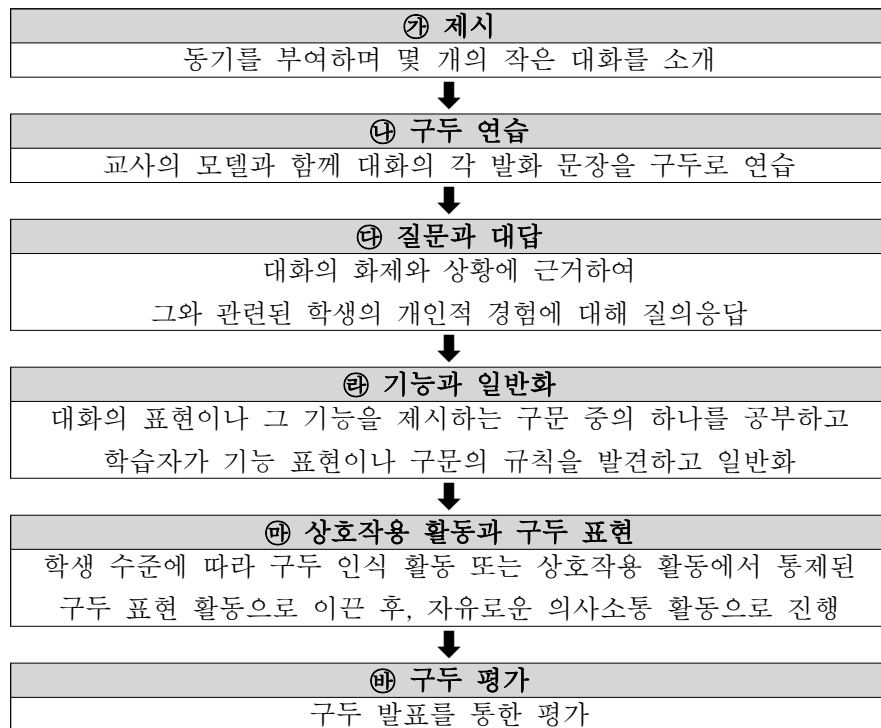 ㉮ 제시
동기를 부여하며 몇 개의 작은 대화를 소개
㉯ 구두 연습
교사의 모델과 함께 대화의 각 발화 문장을 구두로 연습
㉰ 질문과 대답
대화의 화제와 상황에 근거하여
그와 관련된 학생의 개인적 경험에 대해 질의응답
㉱ 기능과 일반화
대화의 표현이나 그 기능을 제시하는 구문 중의 하나를 공부하고
학습자가 기능 표현이나 구문의 규칙을 발견하고 일반화
㉲ 상호작용 활동과 구두 표현
학생 수준에 따라 구두 인식 활동 또는 상호작용 활동에서 통제된
구두 표현 활동으로 이끈 후, 자유로운 의사소통 활동으로 진행
㉳ 구두 평가
구두 발표를 통한 평가